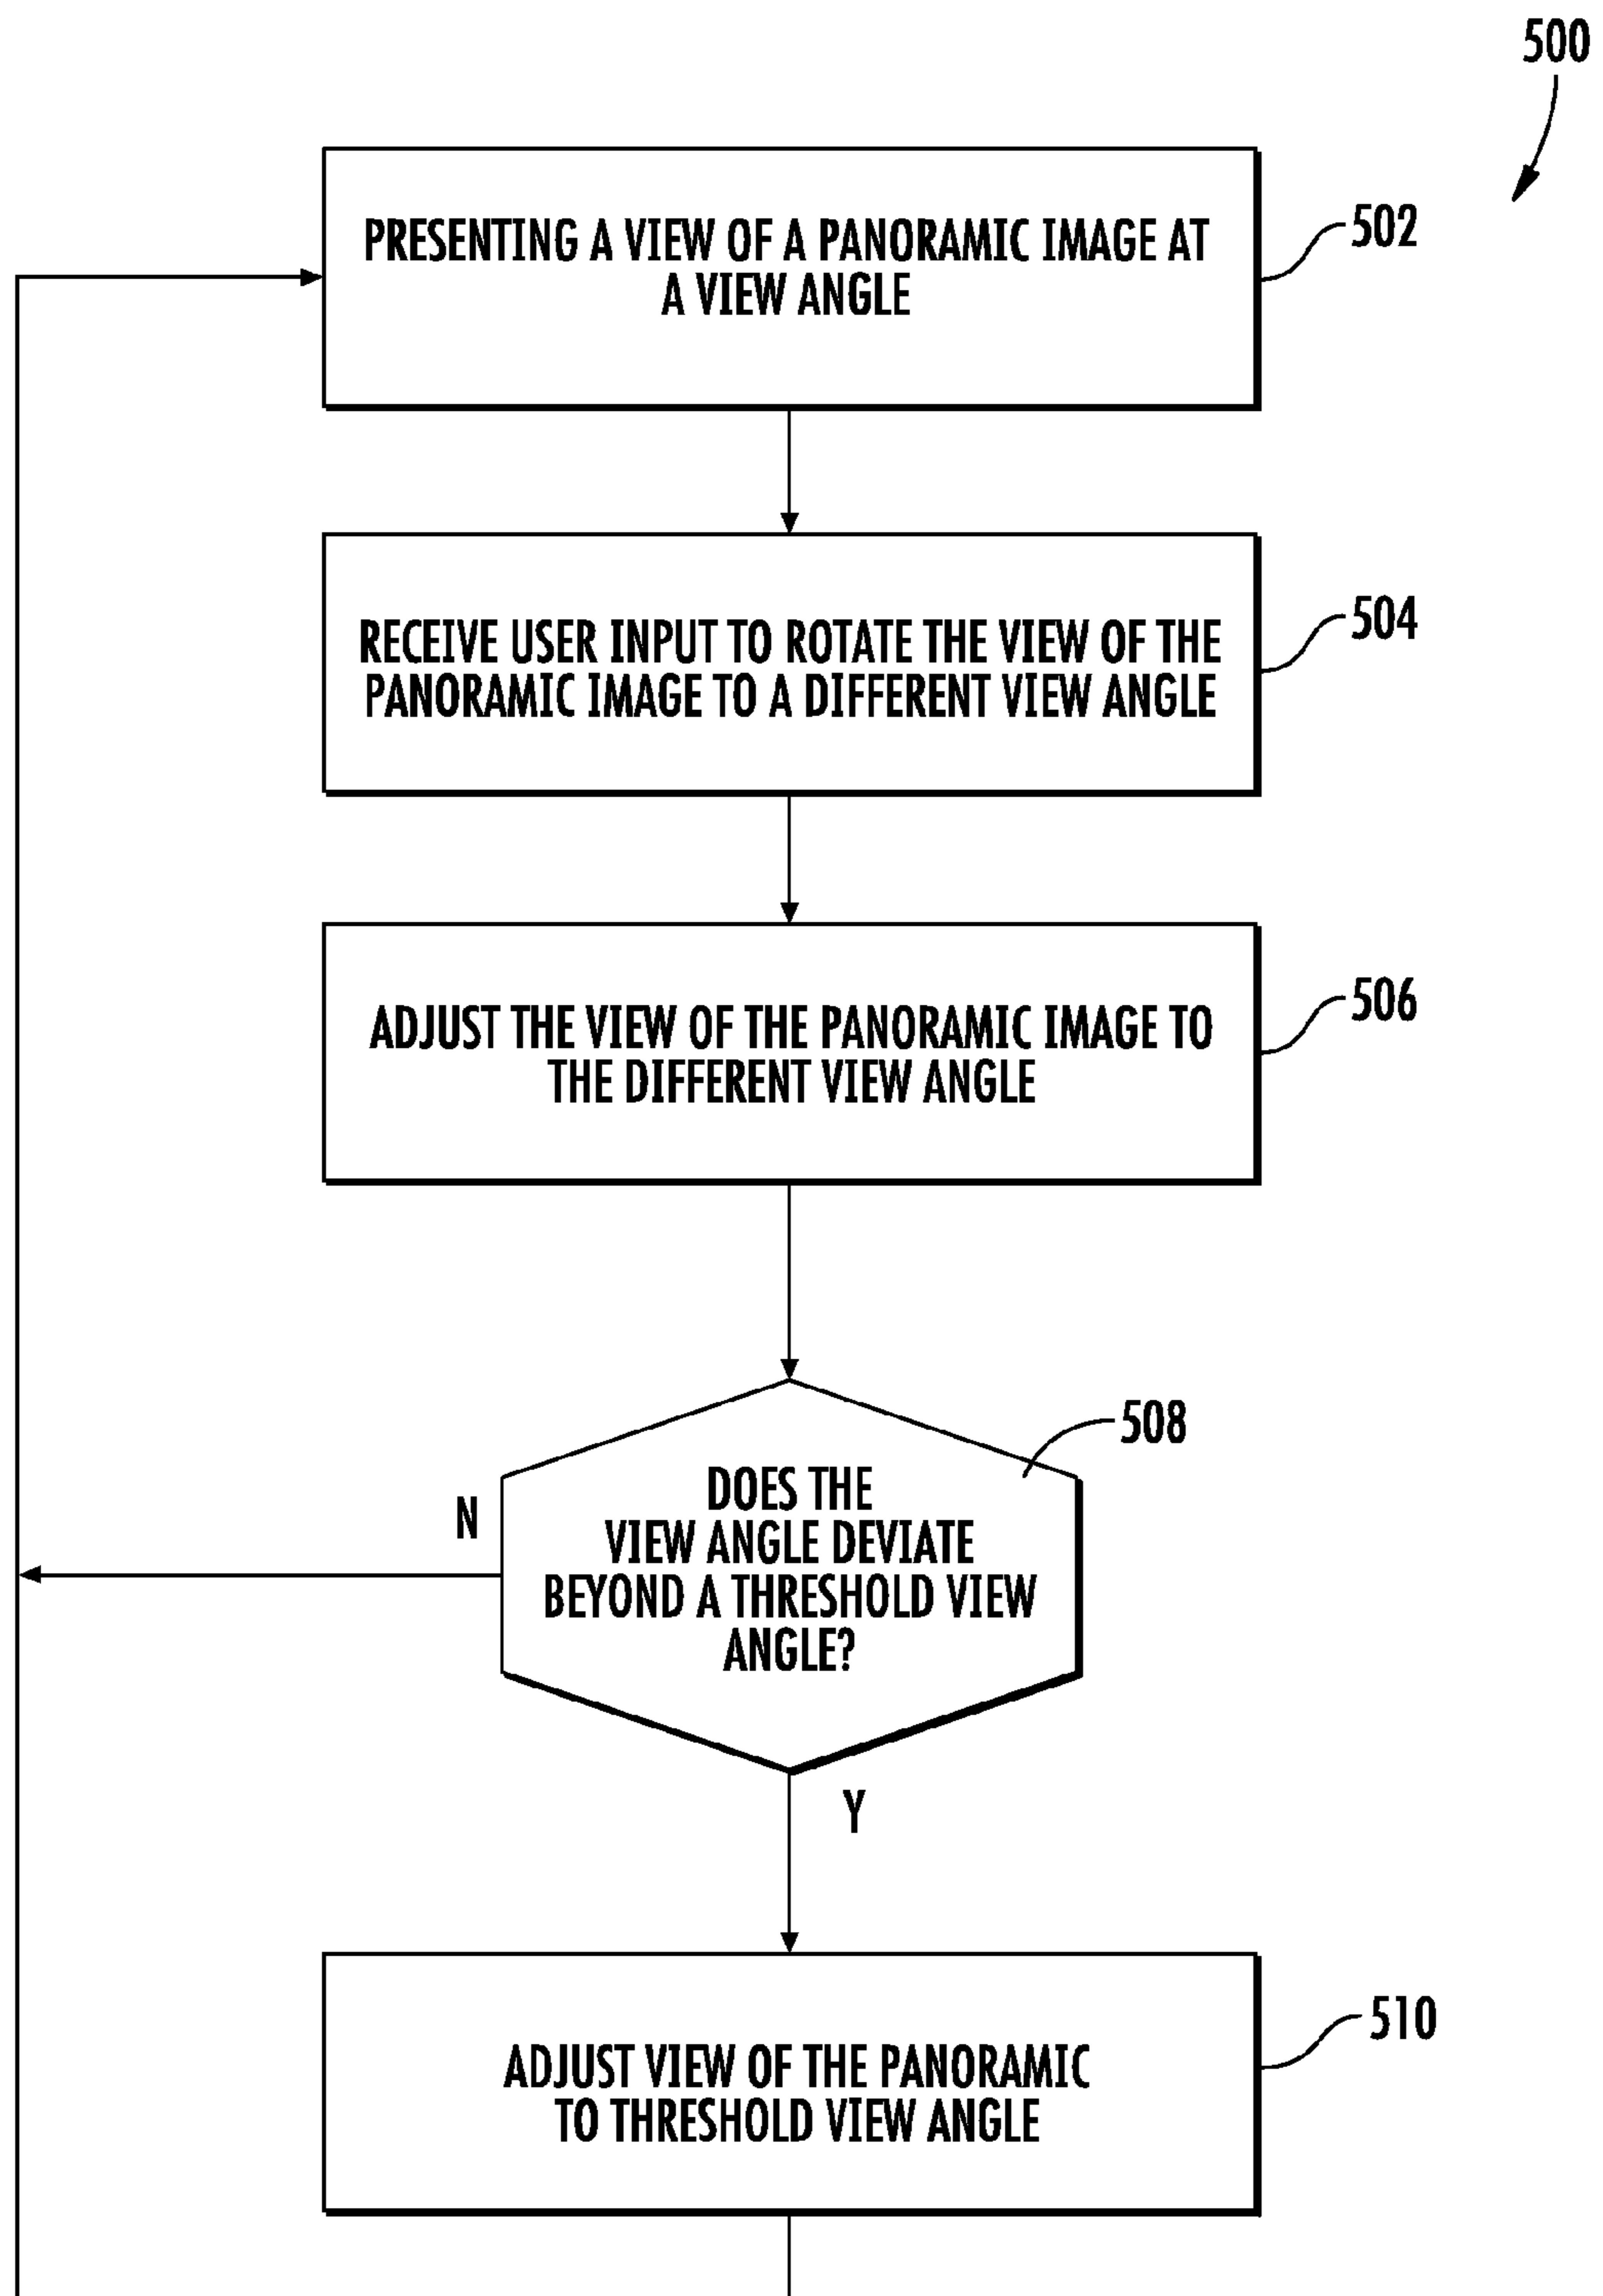 500
PRESENTING A VIEW OF A PANORAMIC IMAGE AT
A VIEW ANGLE
502
RECEIVE USER INPUT TO ROTATE THE VIEW OF THE
PANORAMIC IMAGE TO A DIFFERENT VIEW ANGLE
504
ADJUST THE VIEW OF THE PANORAMIC IMAGE TO
THE DIFFERENT VIEW ANGLE
506
508
DOES THE
VIEW ANGLE DEVIATE
BEYOND A THRESHOLD VIEW
ANGLE?
N
Y
ADJUST VIEW OF THE PANORAMIC
TO THRESHOLD VIEW ANGLE
510